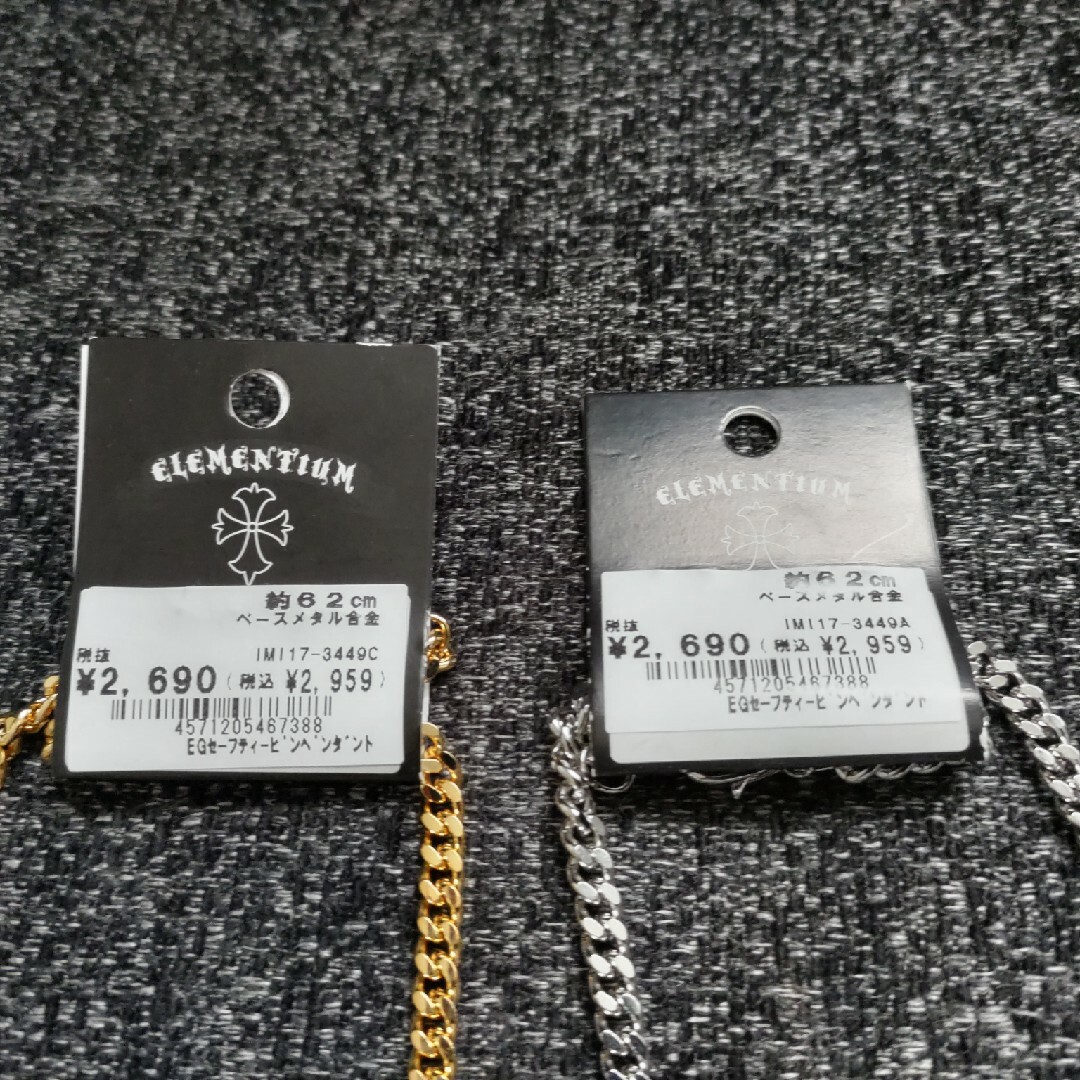 ELEMENTIUM
約62cm
ベースメタル合金
IMI17-3449C
税抜
¥2,690 (税込 ¥2,959)
4571205467388
EGセーフティーピンペンダント
ELEMENTIUM
約62cm
ベースメタル合金
IMI17-3449A
税抜
¥2,690 (税込 ¥2,959)
4571205467388
EGセーフティーピンペンダント